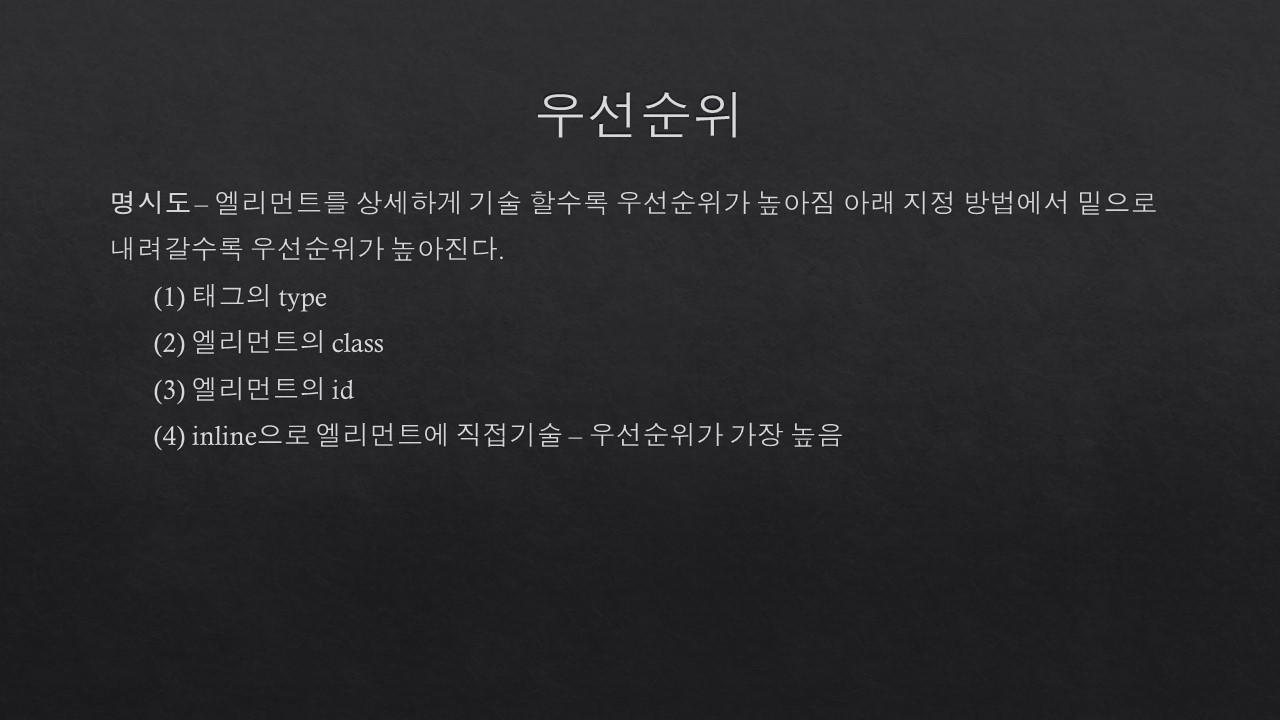 우선순위
명시도 – 엘리먼트를 상세하게 기술 할수록 우선순위가 높아짐 아래 지정 방법에서 밑으로
내려갈수록 우선순위가 높아진다.
(1) 태그의 type
(2) 엘리먼트의 class
(3) 엘리먼트의 id
(4) inline으로 엘리먼트에 직접기술 – 우선순위가 가장 높음